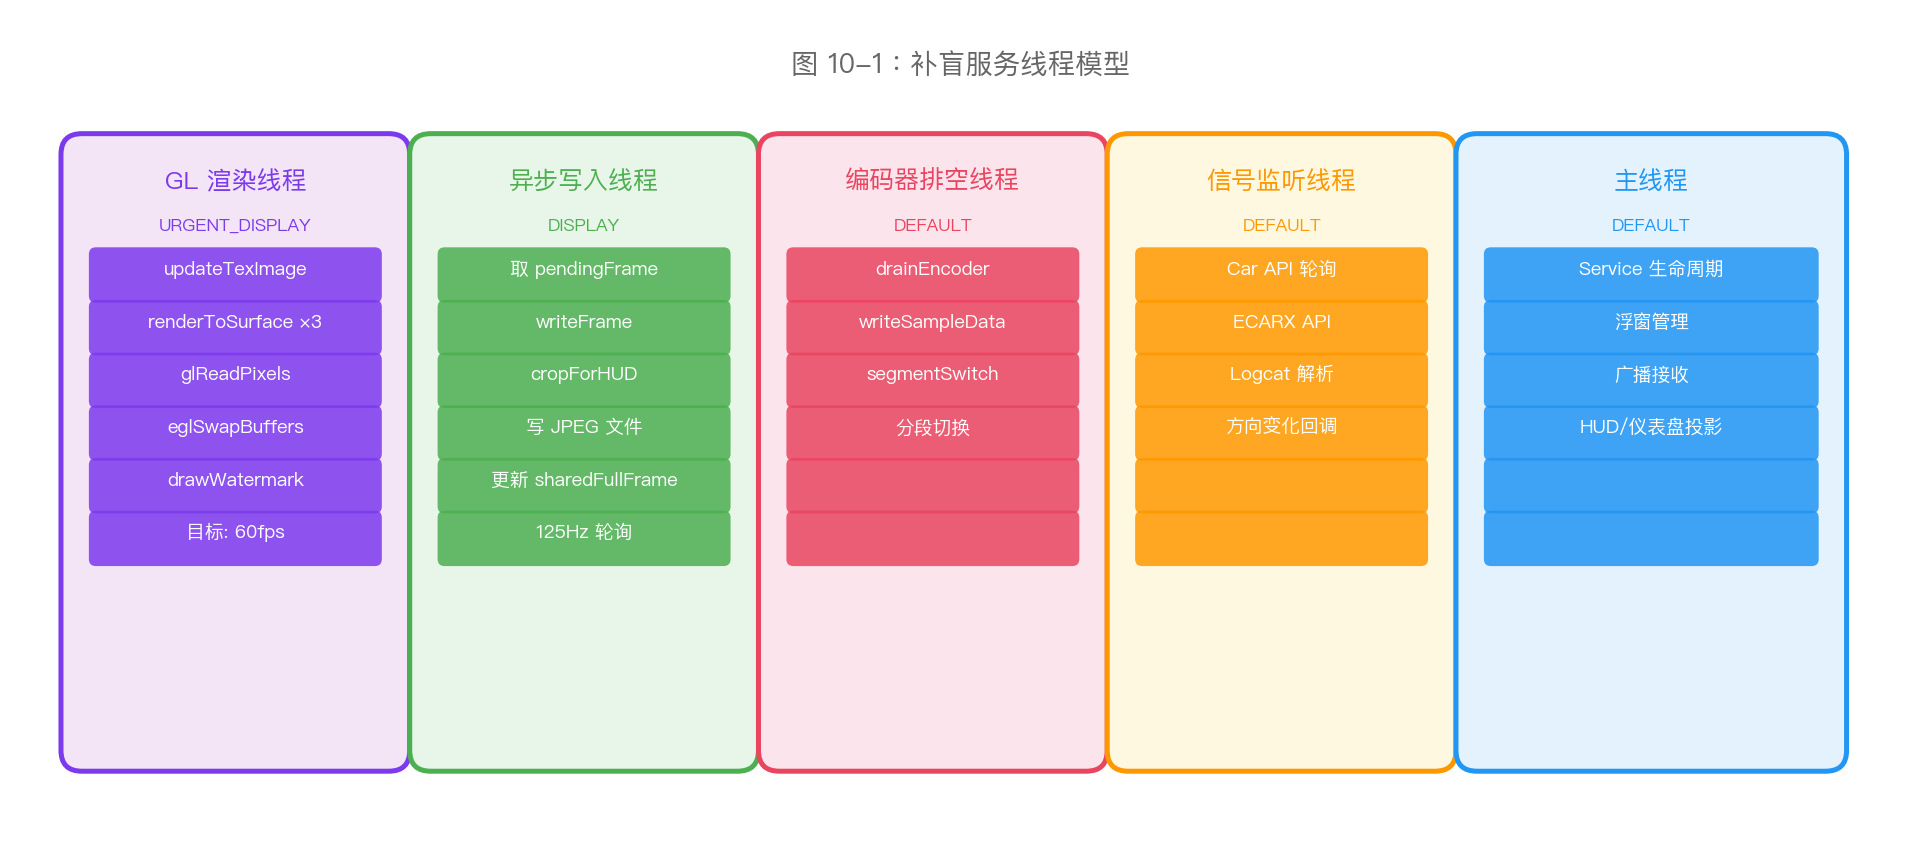 图 10-1：补盲服务线程模型
GL 渲染线程
URGENT_DISPLAY
updateTexImage
renderToSurface ×3
glReadPixels
eglSwapBuffers
drawWatermark
目标: 60fps
异步写入线程
DISPLAY
取 pendingFrame
writeFrame
cropForHUD
写 JPEG 文件
更新 sharedFullFrame
125Hz 轮询
编码器排空线程
DEFAULT
drainEncoder
writeSampleData
segmentSwitch
分段切换
信号监听线程
DEFAULT
Car API 轮询
ECARX API
Logcat 解析
方向变化回调
主线程
DEFAULT
Service 生命周期
浮窗管理
广播接收
HUD/仪表盘投影